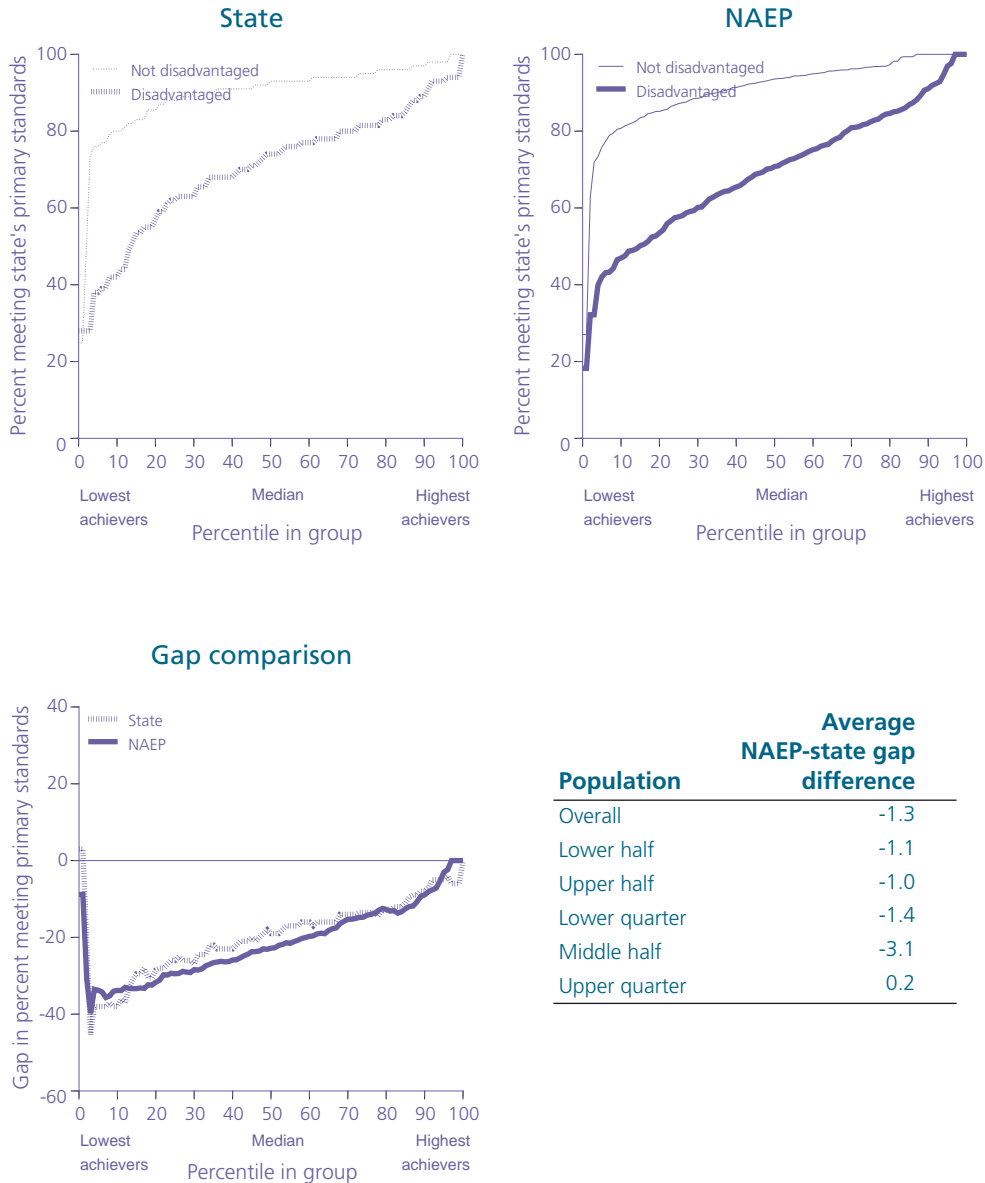 State
Percent meeting state's primary standards
100
80
60
40
20
0
Not disadvantaged
Disadvantaged
0 10 20 30 40 50 60 70 80 90 100
Lowest achievers
Median
Highest achievers
Percentile in group
NAEP
Percent meeting state's primary standards
100
80
60
40
20
0
Not disadvantaged
Disadvantaged
0 10 20 30 40 50 60 70 80 90 100
Lowest achievers
Median
Highest achievers
Percentile in group
Gap comparison
Gap in percent meeting primary standards
40
20
0
-20
-40
-60
State
NAEP
0 10 20 30 40 50 60 70 80 90 100
Lowest achievers
Median
Highest achievers
Percentile in group
Population Average NAEP-state gap difference
Overall -1.3
Lower half -1.1
Upper half -1.0
Lower quarter -1.4
Middle half -3.1
Upper quarter 0.2